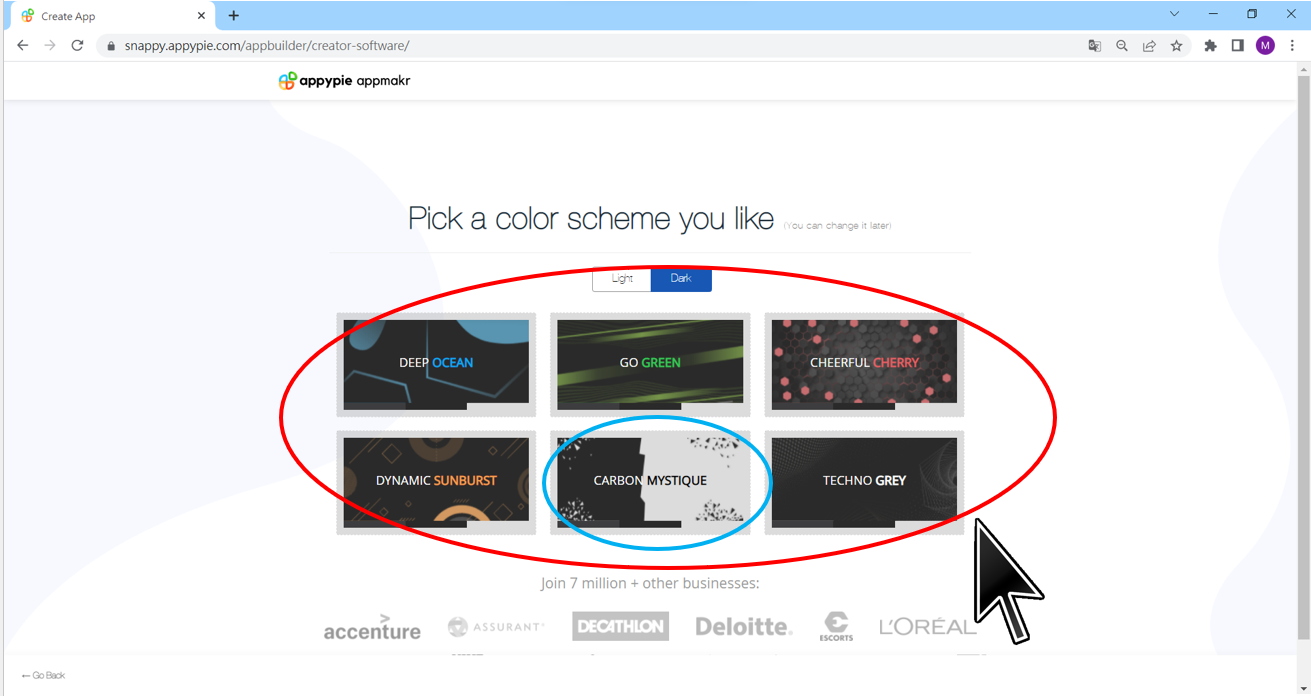 Create App
snappy.appypie.com/appbuilder/creator-software/
M
appypie appmakr
Pick a color scheme you like (You can change it later)
Light Dark
DEEP OCEAN
GO GREEN
CHEERFUL CHERRY
DYNAMIC SUNBURST
CARBON MYSTIQUE
TECHNO GREY
Join 7 million + other businesses:
accenture
ASSURANT
DECATHLON
Deloitte.
ESCORTS
L'ORÉAL
← Go Back